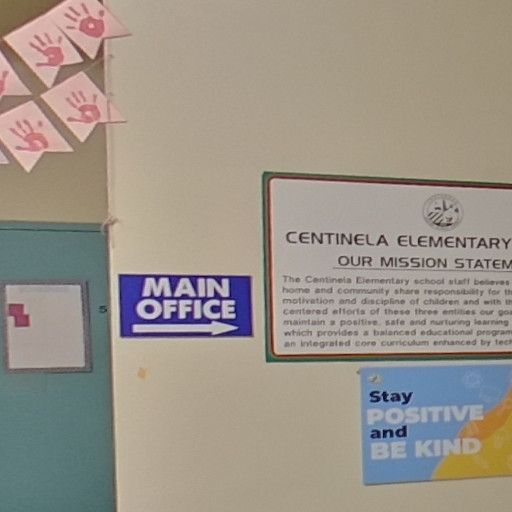 CENTINELA ELEMENTARY
OUR MISSION STATEM
The Centinela Elementary school staff believes
home and community share responsibility for th
motivation and discipline of children and with th
centered efforts of these three entities our goa
maintain a positive, safe and nurturing learning
which provides a balanced educational program
an integrated core curriculum enhanced by tech
MAIN
OFFICE
5
Stay
POSITIVE
and
BE KIND